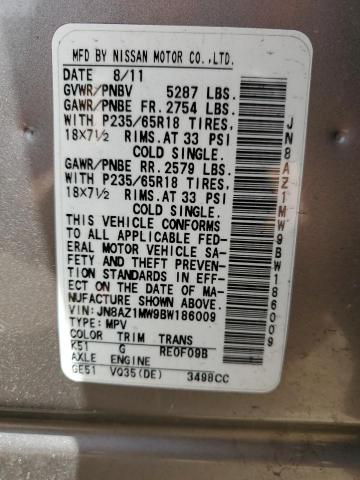 MFD BY NISSAN MOTOR CO.,LTD.
DATE 8/11
GVWR/PNBV 5287 LBS.
GAWR/PNBE FR. 2754 LBS.
W. P235/65R18 TIRES,
18X7½ RIMS. AT 33 PSI
COLD SINGLE.
GAWR/PNBE RR. 2579 LBS.
W. P235/65R18 TIRES,
18X7½ RIMS. AT 33 PSI
COLD SINGLE.
THIS VEHICLE CONFORMS
TO ALL APPLICABLE FED-
ERAL MOTOR VEHICLE SA-
FETY AND THEFT PREVEN-
TION STANDARDS IN EFFECT
ON THE DATE OF MA-
NUFACTURE SHOWN ABOVE.
VIN: JN8AZ1MW9BW186009
TYPE: MPV
COLOR TRIM TRANS
K51 G RE0F09B
AXLE ENGINE
GE51 VQ35(DE) 3498CC
JN8AZ1MW9BW186009